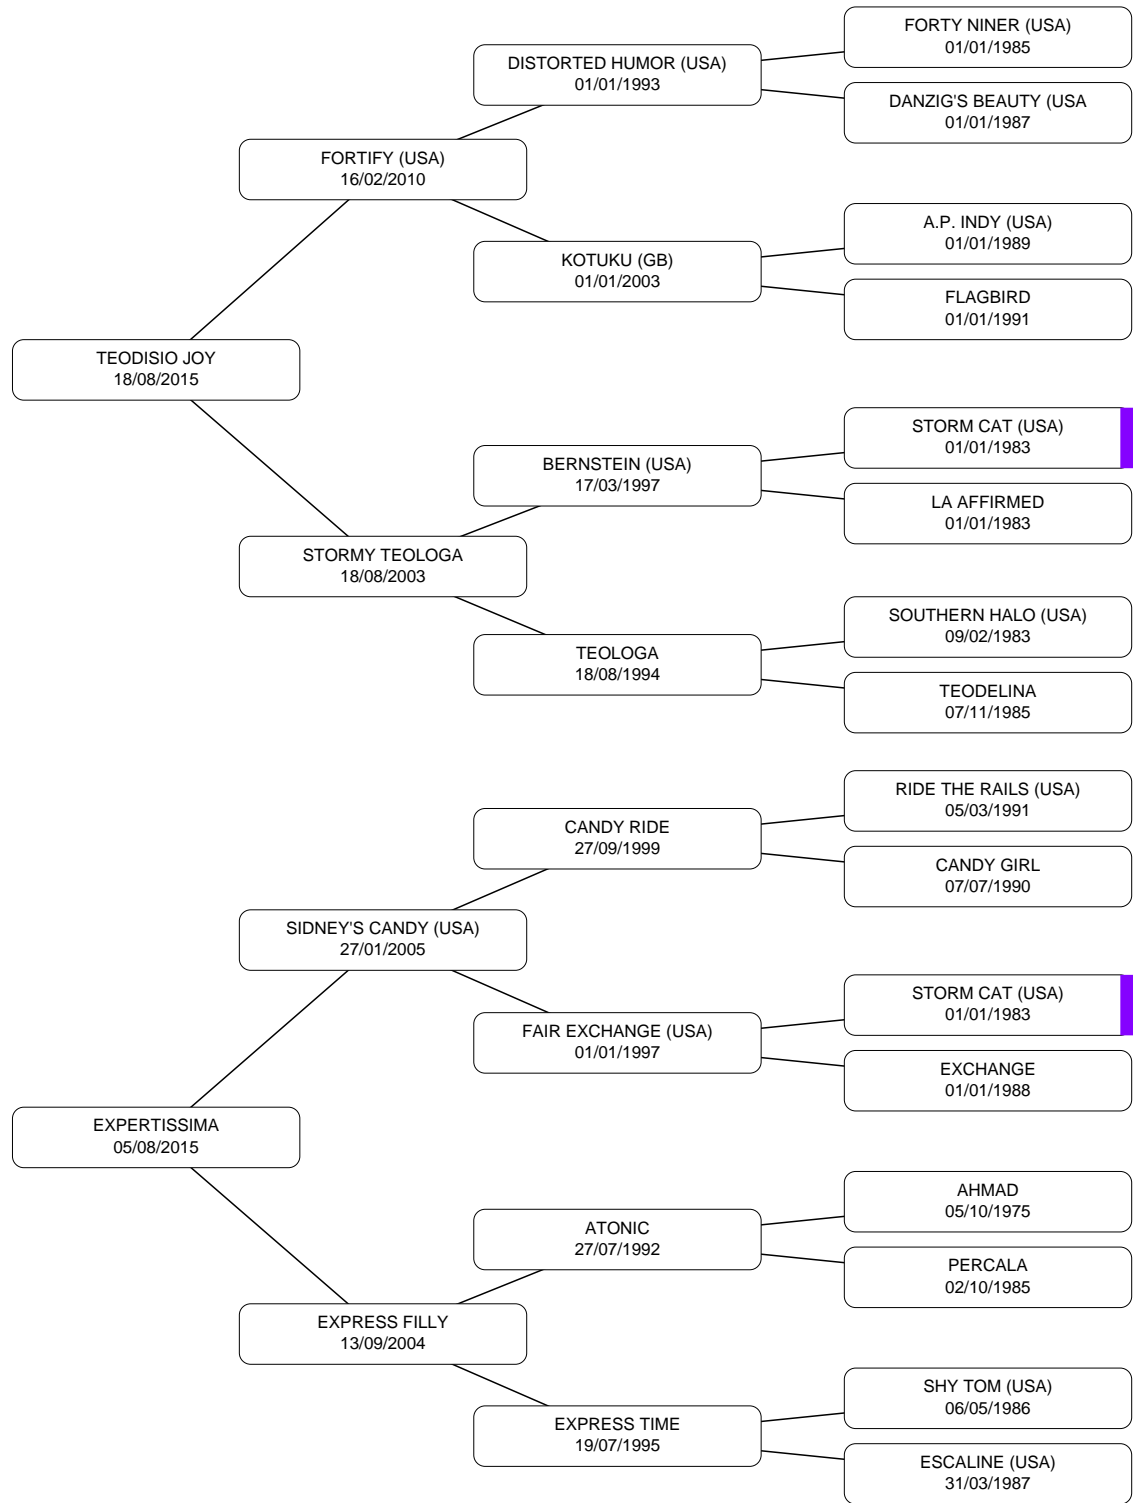 FORTY NINER (USA)
01/01/1985
DISTORTED HUMOR (USA)
01/01/1993
DANZIG'S BEAUTY (USA
01/01/1987
FORTIFY (USA)
16/02/2010
A.P. INDY (USA)
01/01/1989
KOTUKU (GB)
01/01/2003
FLAGBIRD
01/01/1991
TEODISIO JOY
18/08/2015
STORM CAT (USA)
01/01/1983
BERNSTEIN (USA)
17/03/1997
LA AFFIRMED
01/01/1983
STORMY TEOLOGA
18/08/2003
SOUTHERN HALO (USA)
09/02/1983
TEOLOGA
18/08/1994
TEODELINA
07/11/1985
RIDE THE RAILS (USA)
05/03/1991
CANDY RIDE
27/09/1999
CANDY GIRL
07/07/1990
SIDNEY'S CANDY (USA)
27/01/2005
STORM CAT (USA)
01/01/1983
FAIR EXCHANGE (USA)
01/01/1997
EXCHANGE
01/01/1988
EXPERTISSIMA
05/08/2015
AHMAD
05/10/1975
ATONIC
27/07/1992
PERCALA
02/10/1985
EXPRESS FILLY
13/09/2004
SHY TOM (USA)
06/05/1986
EXPRESS TIME
19/07/1995
ESCALINE (USA)
31/03/1987